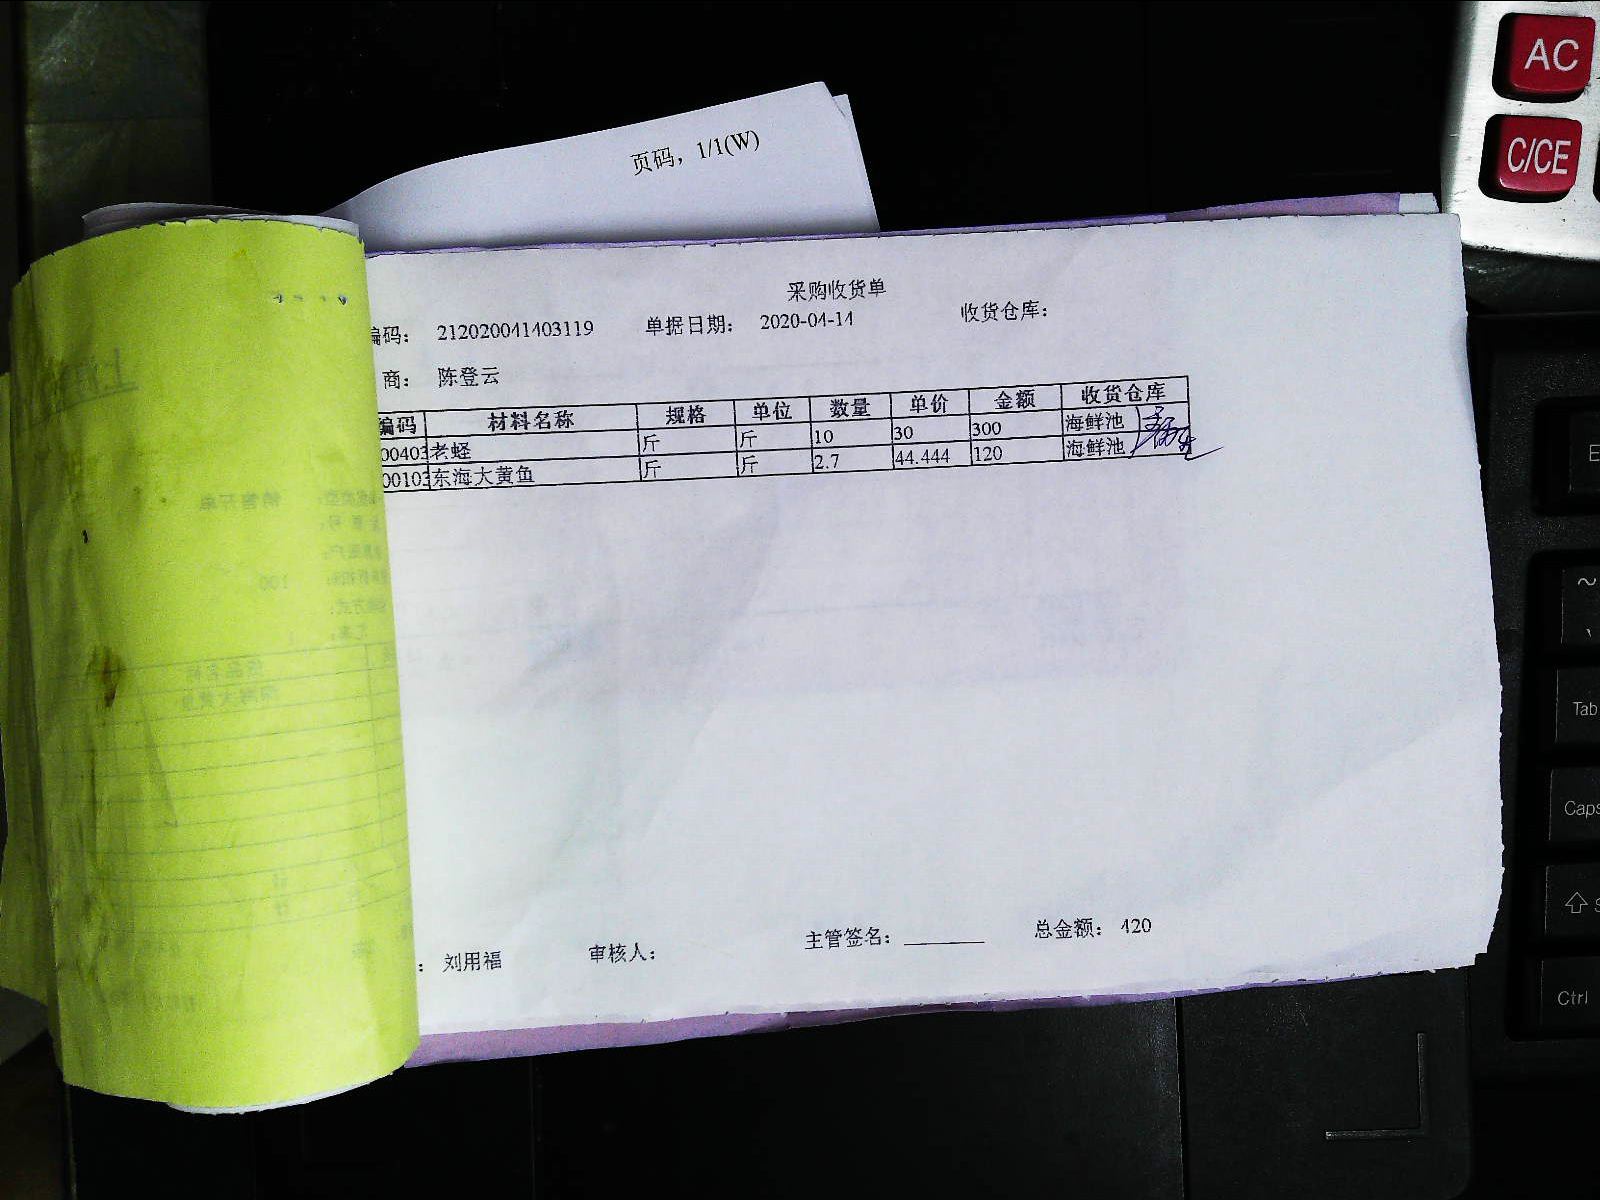 AC
C/CE
页码，1/1(W)
采购收货单
编码： 212020041403119 单据日期： 2020-04-14 收货仓库：
商： 陈登云
编码 材料名称 规格 单位 数量 单价 金额 收货仓库
00403 老蛏 斤 斤 10 30 300 海鲜池
00103 东海大黄鱼 斤 斤 2.7 44.444 120 海鲜池
： 刘用福 审核人： 主管签名：________ 总金额： 420
E
~
Tab
Caps
Ctrl